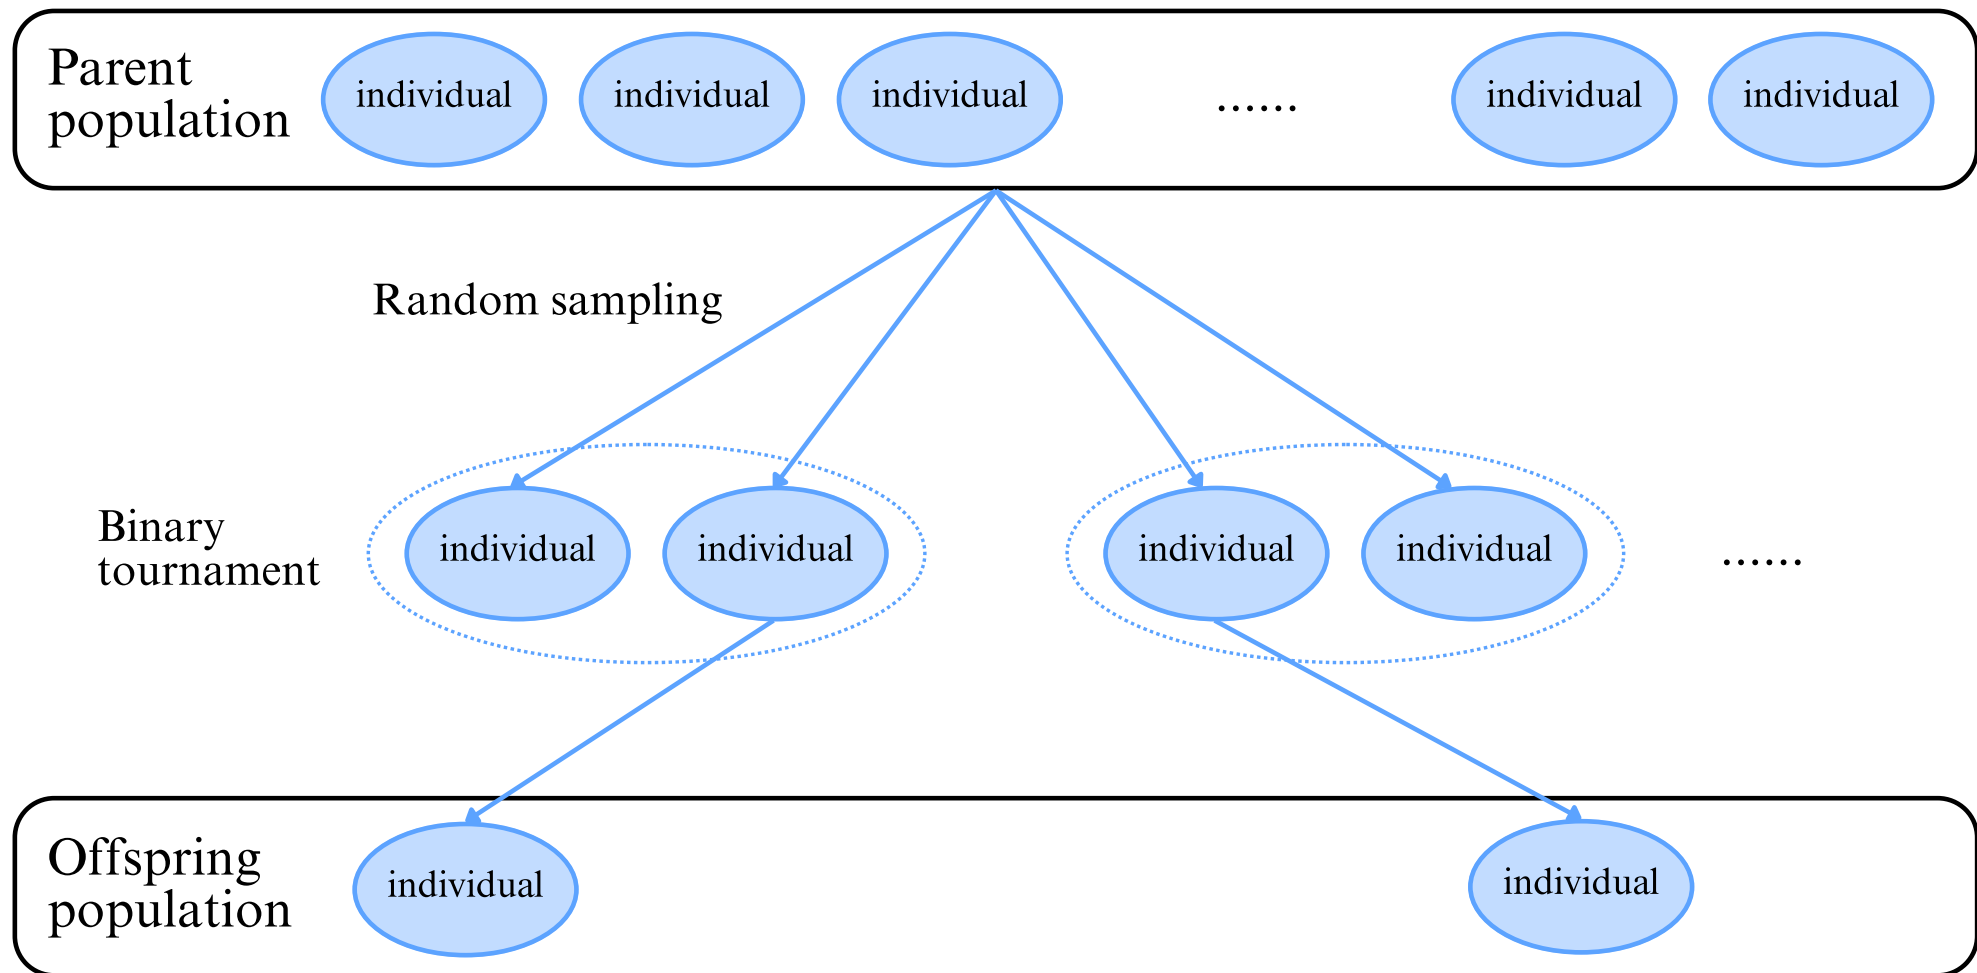 Parent
population
individual individual individual ...... individual individual
Random sampling
Binary
tournament
individual individual individual individual ......
Offspring
population
individual individual